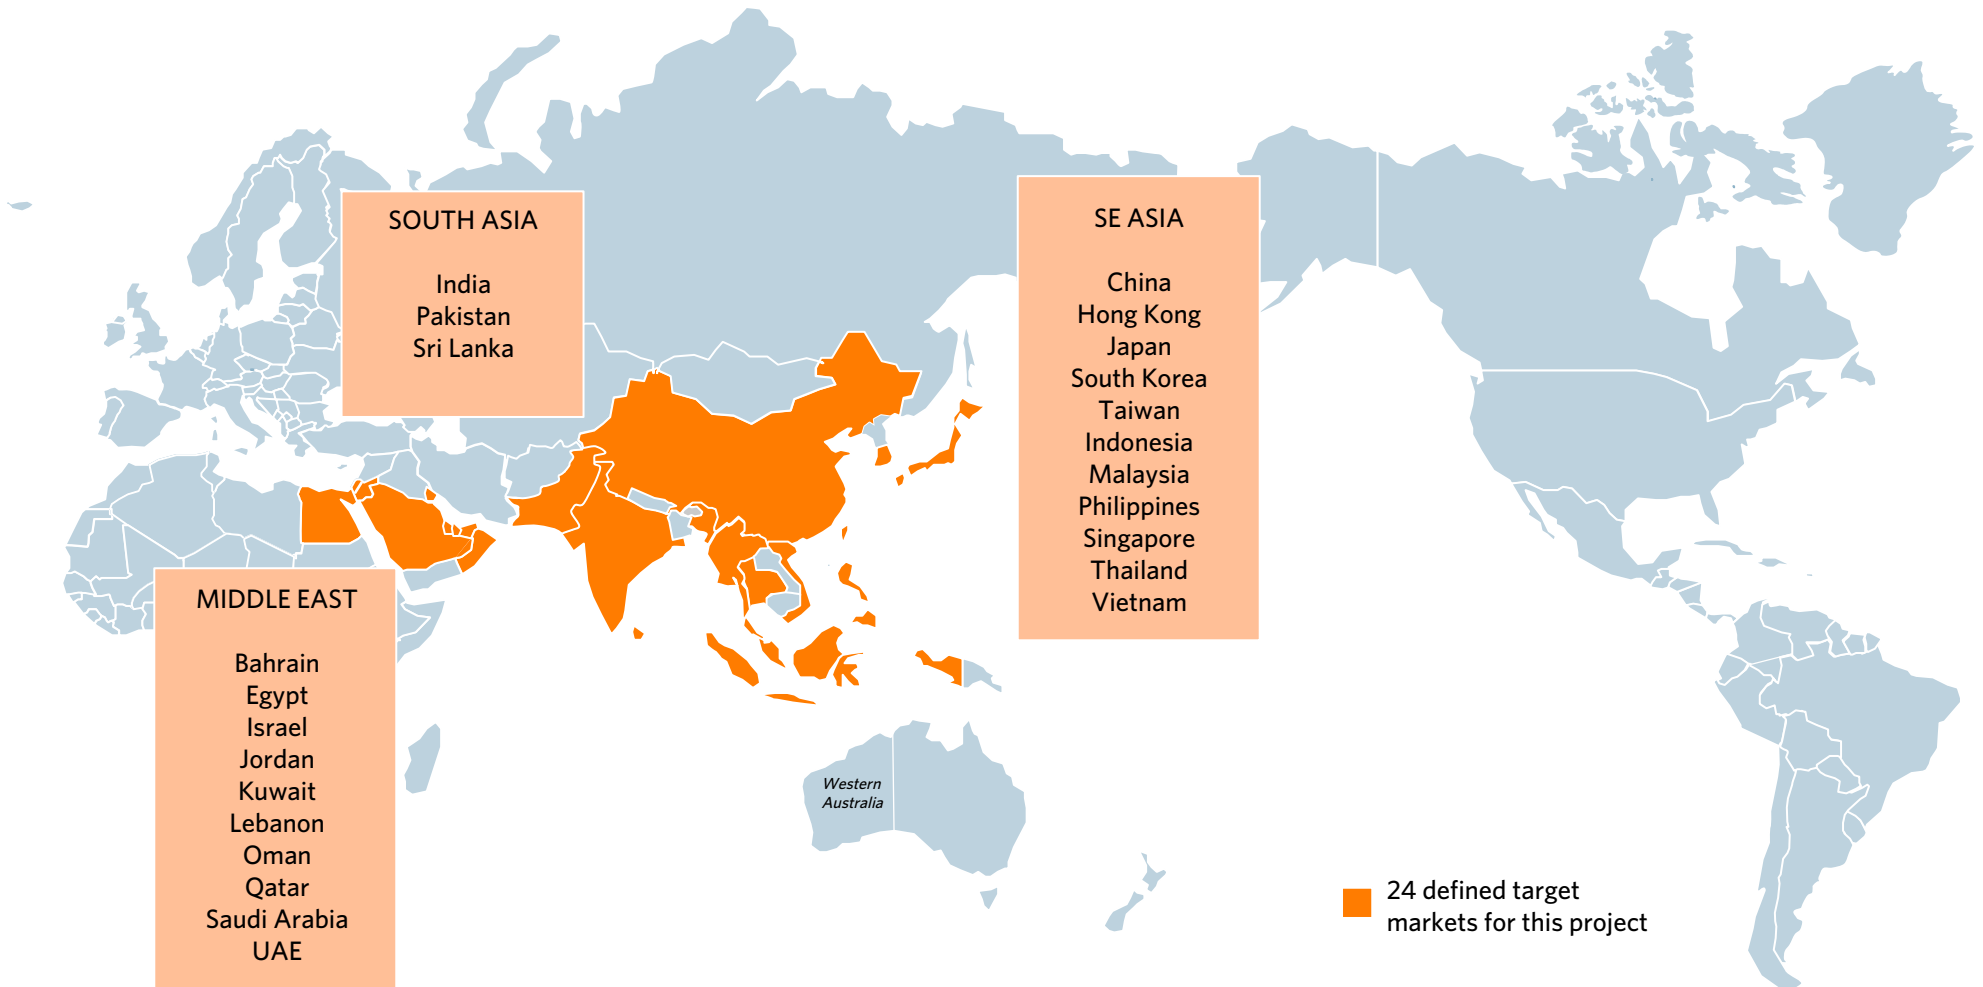 SOUTH ASIA
India
Pakistan
Sri Lanka
SE ASIA
China
Hong Kong
Japan
South Korea
Taiwan
Indonesia
Malaysia
Philippines
Singapore
Thailand
Vietnam
MIDDLE EAST
Bahrain
Egypt
Israel
Jordan
Kuwait
Lebanon
Oman
Qatar
Saudi Arabia
UAE
Western
Australia
24 defined target
markets for this project